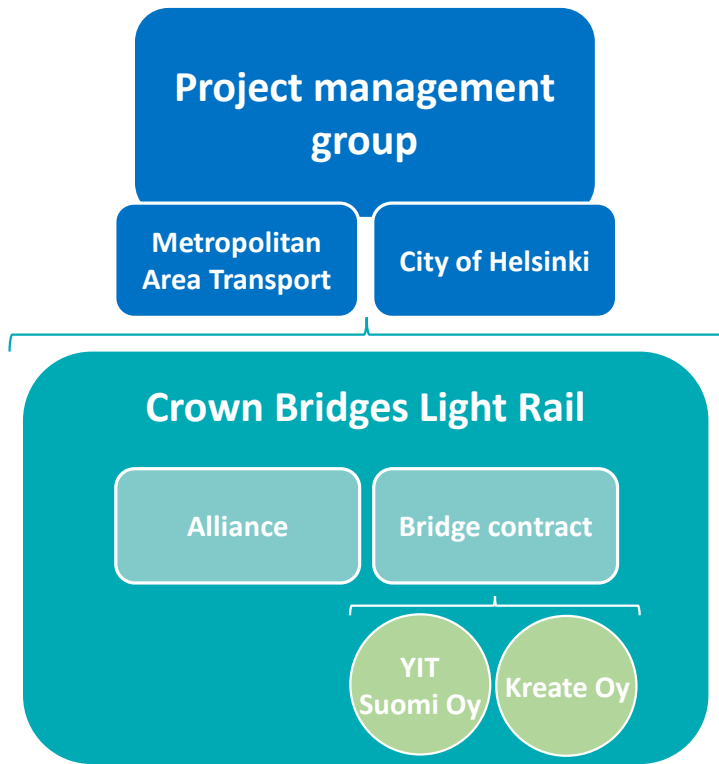 Project management
group
Metropolitan
Area Transport
City of Helsinki
Crown Bridges Light Rail
Alliance
Bridge contract
YIT
Suomi Oy
Kreate Oy